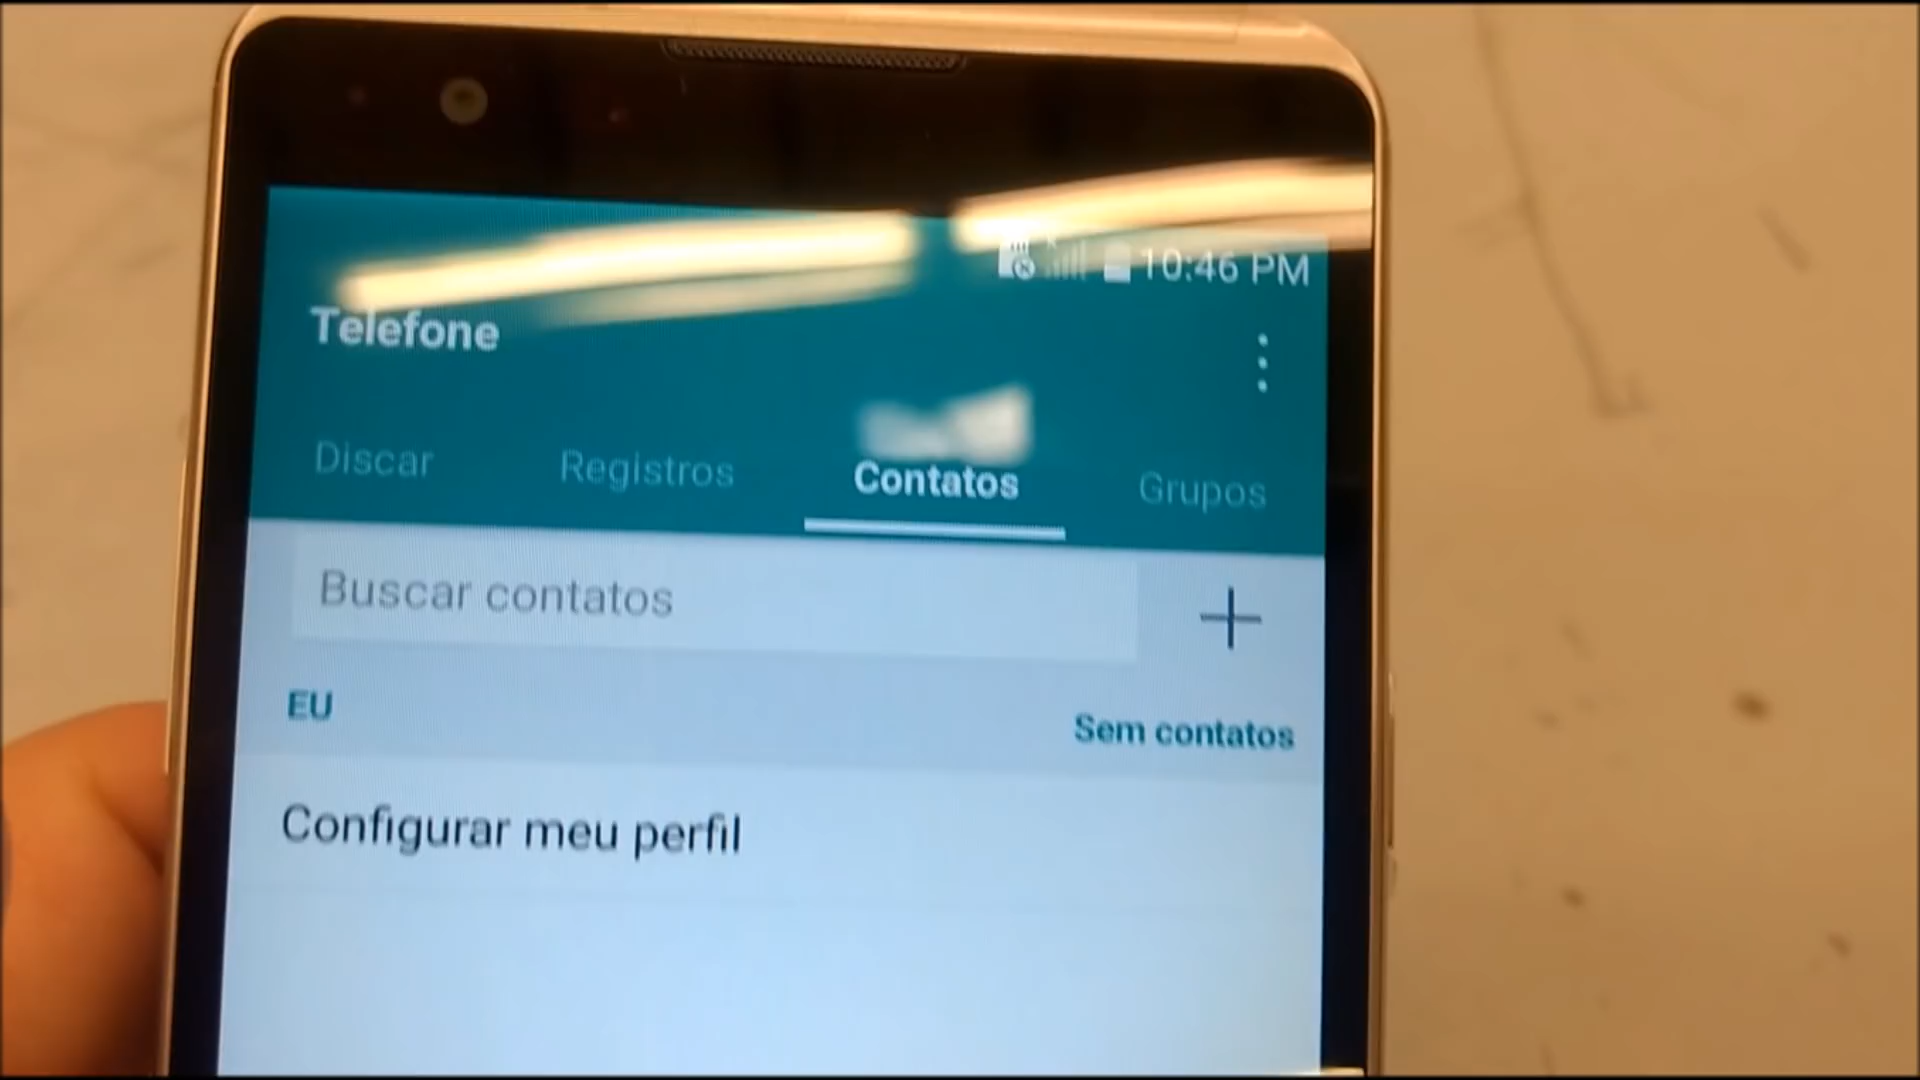 10:46 PM
Telefone
Discar Registros Contatos Grupos
Buscar contatos
EU Sem contatos
Configurar meu perfil